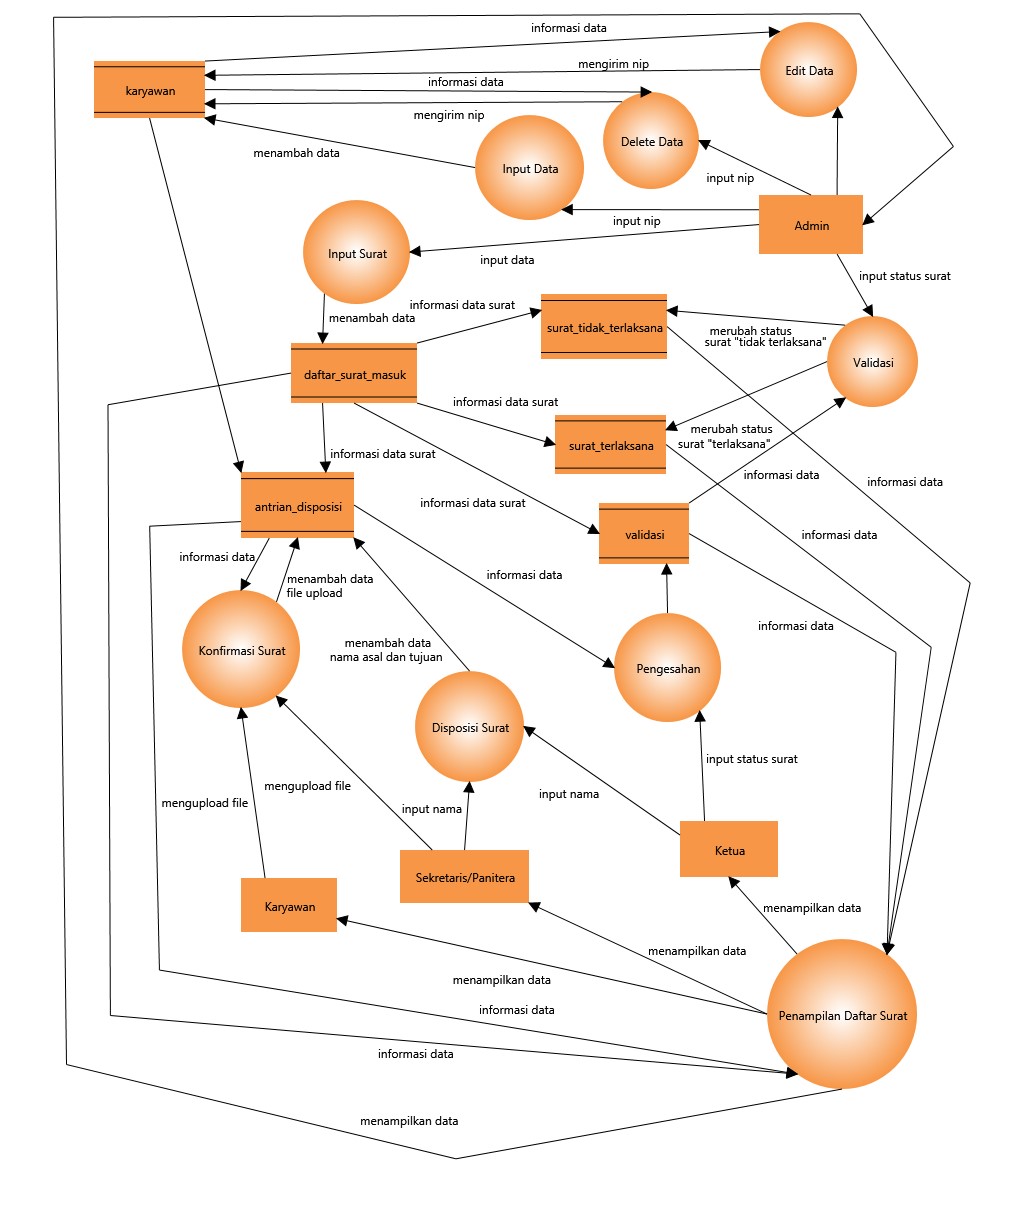 informasi data
Edit Data
mengirim nip
karyawan
informasi data
mengirim nip
Delete Data
menambah data
Input Data
input nip
input nip
Admin
Input Surat
input data
input status surat
informasi data surat
menambah data
surat_tidak_terlaksana
merubah status
surat "tidak terlaksana"
Validasi
daftar_surat_masuk
informasi data surat
merubah status
surat "terlaksana"
surat_terlaksana
informasi data surat
informasi data
informasi data
informasi data surat
antrian_disposisi
validasi
informasi data
informasi data
menambah data
file upload
informasi data
informasi data
menambah data
nama asal dan tujuan
Konfirmasi Surat
Pengesahan
Disposisi Surat
input status surat
mengupload file
input nama
mengupload file
input nama
Ketua
Sekretaris/Panitera
Karyawan
menampilkan data
menampilkan data
menampilkan data
informasi data
Penampilan Daftar Surat
informasi data
menampilkan data